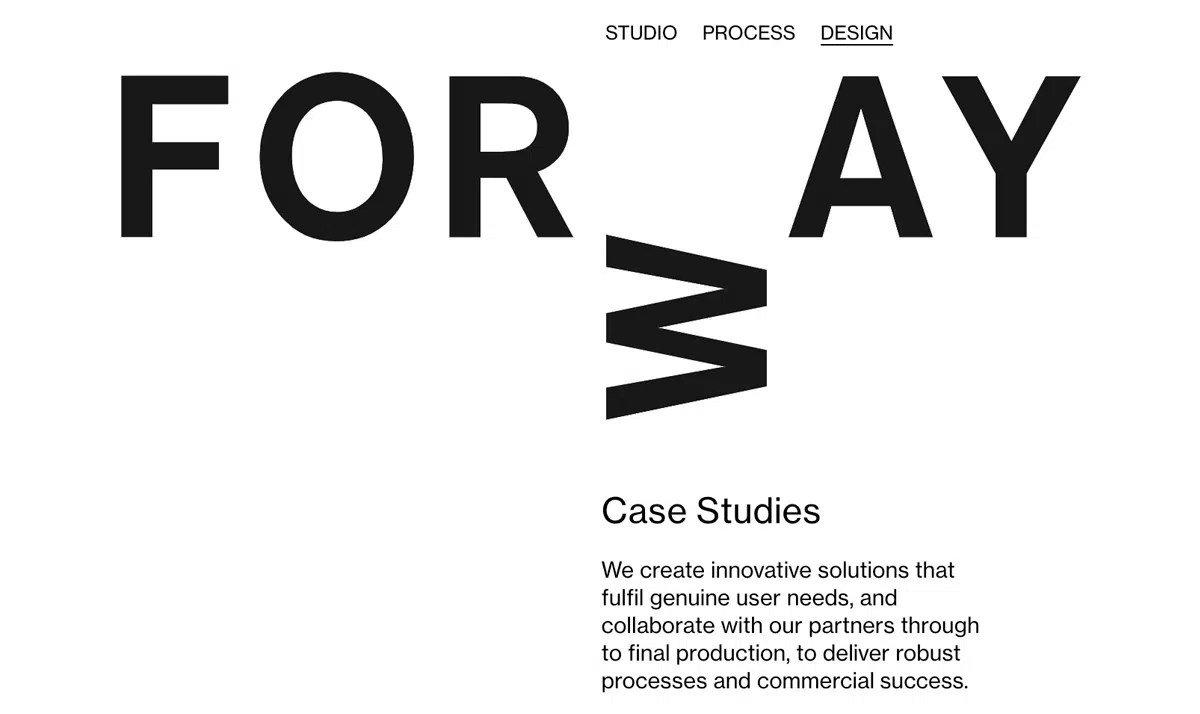 STUDIO PROCESS DESIGN
FORWAY
Case Studies
We create innovative solutions that
fulfil genuine user needs, and
collaborate with our partners through
to final production, to deliver robust
processes and commercial success.